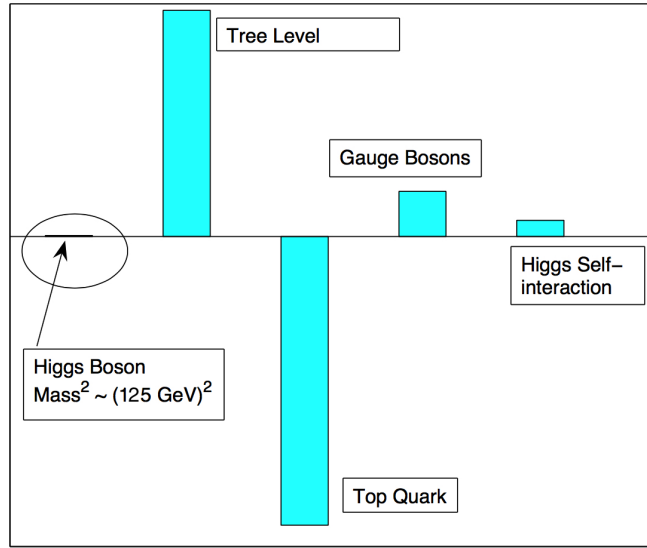 Tree Level
Gauge Bosons
Higgs Self–
interaction
Higgs Boson
Mass² ~ (125 GeV)²
Top Quark